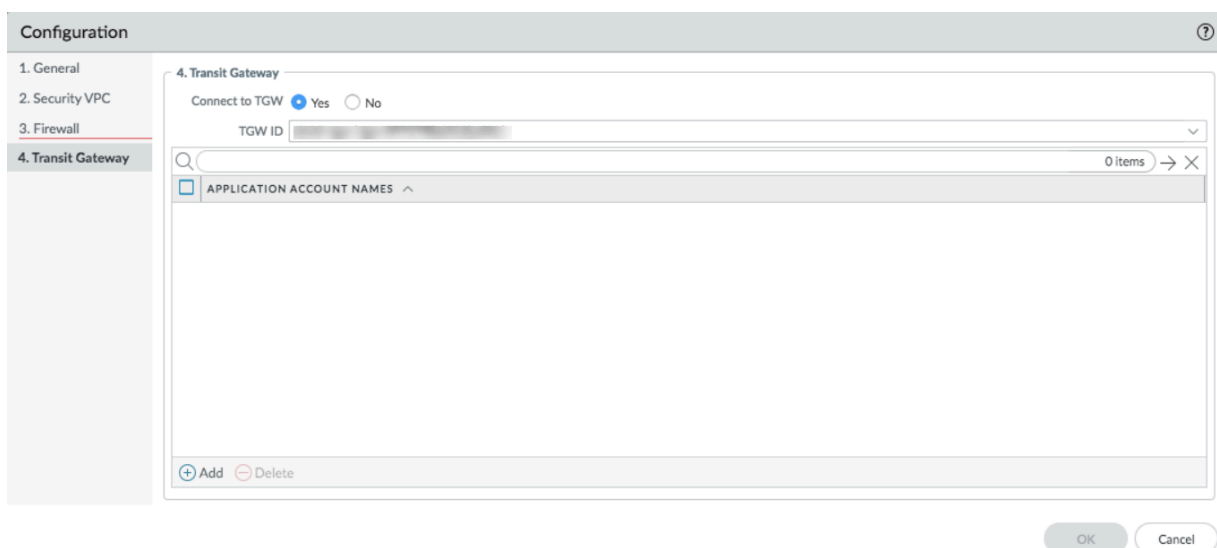 Configuration
1. General
2. Security VPC
3. Firewall
4. Transit Gateway
4. Transit Gateway
Connect to TGW Yes No
TGW ID
0 items
APPLICATION ACCOUNT NAMES
Add Delete
OK Cancel